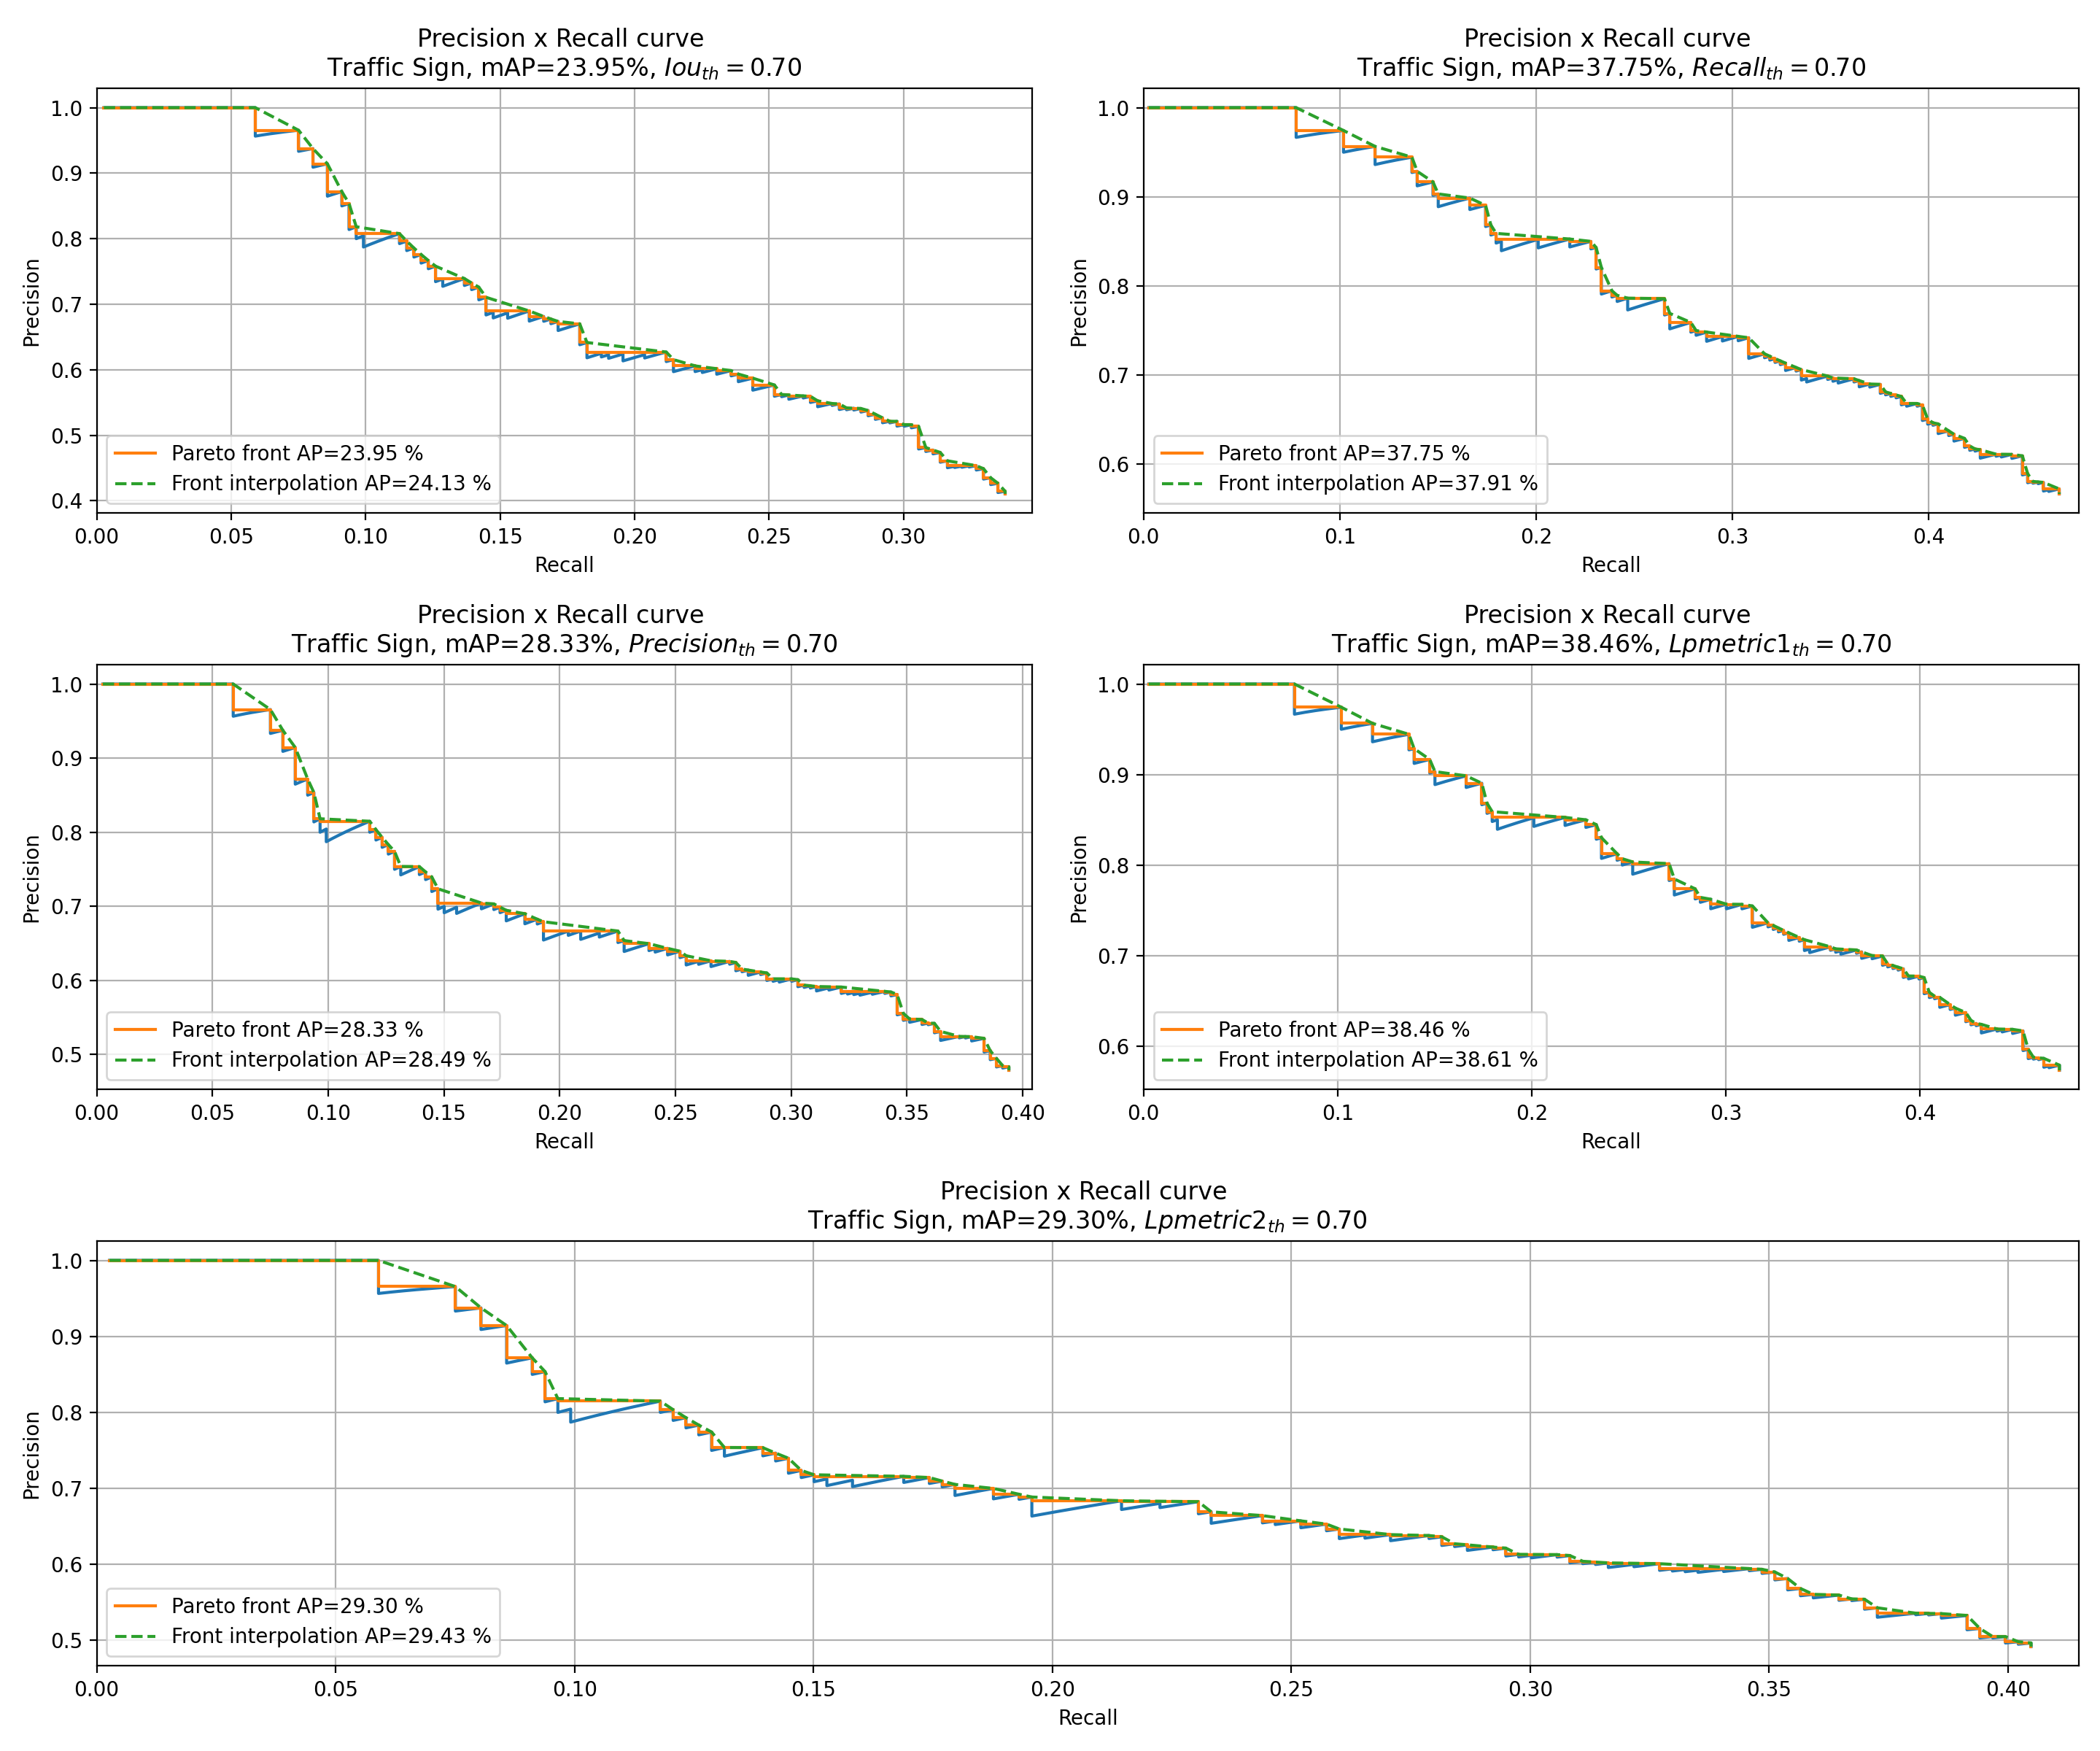 Precision x Recall curve
Traffic Sign, mAP=23.95%, Iou_th = 0.70
Precision
1.0
0.9
0.8
0.7
0.6
0.5
0.4
Pareto front AP=23.95 %
Front interpolation AP=24.13 %
0.00 0.05 0.10 0.15 0.20 0.25 0.30
Recall
Precision x Recall curve
Traffic Sign, mAP=37.75%, Recall_th = 0.70
Precision
1.0
0.9
0.8
0.7
0.6
Pareto front AP=37.75 %
Front interpolation AP=37.91 %
0.0 0.1 0.2 0.3 0.4
Recall
Precision x Recall curve
Traffic Sign, mAP=28.33%, Precision_th = 0.70
Precision
1.0
0.9
0.8
0.7
0.6
0.5
Pareto front AP=28.33 %
Front interpolation AP=28.49 %
0.00 0.05 0.10 0.15 0.20 0.25 0.30 0.35 0.40
Recall
Precision x Recall curve
Traffic Sign, mAP=38.46%, Lpmetric1_th = 0.70
Precision
1.0
0.9
0.8
0.7
0.6
Pareto front AP=38.46 %
Front interpolation AP=38.61 %
0.0 0.1 0.2 0.3 0.4
Recall
Precision x Recall curve
Traffic Sign, mAP=29.30%, Lpmetric2_th = 0.70
Precision
1.0
0.9
0.8
0.7
0.6
0.5
Pareto front AP=29.30 %
Front interpolation AP=29.43 %
0.00 0.05 0.10 0.15 0.20 0.25 0.30 0.35 0.40
Recall